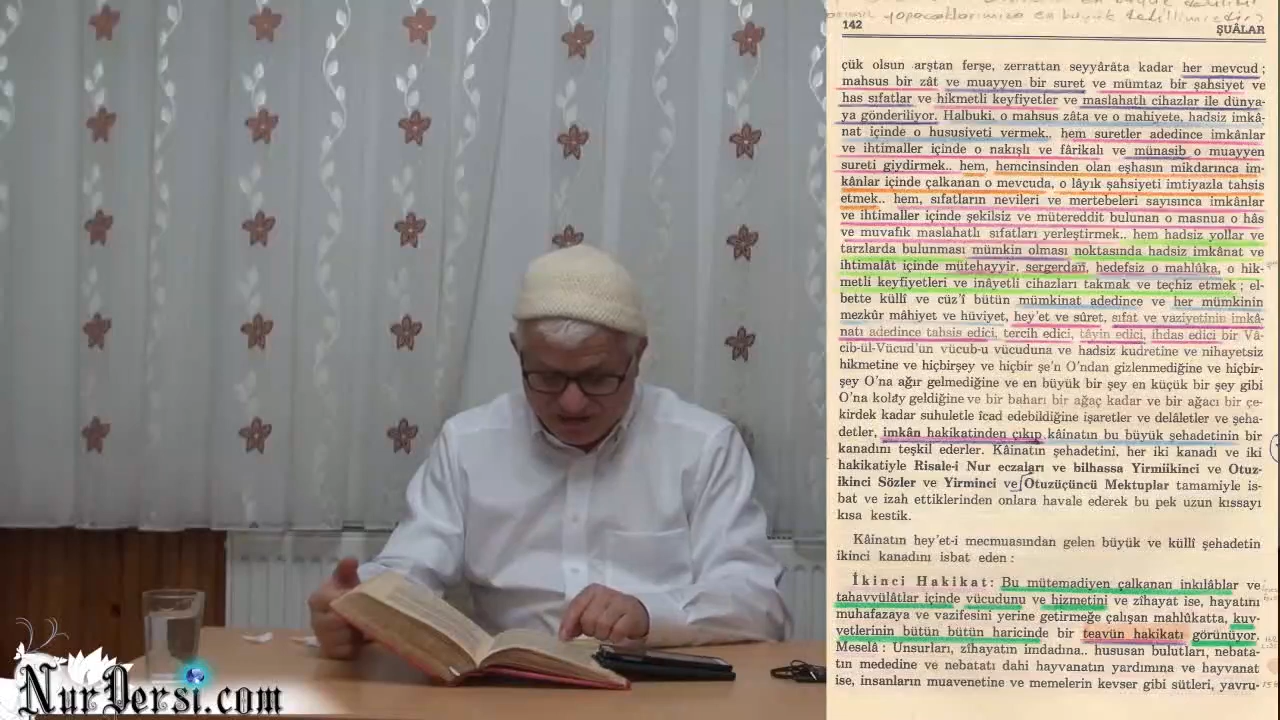 yapacaklarımıza en büyük delilimizdir)
142
ŞUÂLAR
çük olsun arştan ferşe, zerrattan seyyârâta kadar her mevcud ;
mahsus bir zât ve muayyen bir suret ve mümtaz bir şahsiyet ve
has sıfatlar ve hikmetli keyfiyetler ve maslahatlı cihazlar ile dünya-
ya gönderiliyor. Halbuki, o mahsus zâta ve o mahiyete, hadsiz imkâ-
nat içinde o hususiyeti vermek.. hem suretler adedince imkânlar
ve ihtimaller içinde o nakışlı ve fârikalı ve münasib o muayyen
sureti giydirmek.. hem, hemcinsinden olan eşhasın mikdarınca im-
kânlar içinde çalkanan o mevcuda, o lâyık şahsiyeti imtiyazla tahsis
etmek.. hem, sıfatların nevileri ve mertebeleri sayısınca imkânlar
ve ihtimaller içinde şekilsiz ve mütereddit bulunan o masnua o hâs
ve muvafık maslahatlı sıfatları yerleştirmek.. hem hadsiz yollar ve
tarzlarda bulunması mümkin olması noktasında hadsiz imkânat ve
ihtimalât içinde mütehayyir, sergerdan, hedefsiz o mahlûka, o hik-
metli keyfiyetleri ve inâyetli cihazları takmak ve teçhiz etmek ; el-
bette küllî ve cüz'î bütün mümkinat adedince ve her mümkinin
mezkûr mâhiyet ve hüviyet, hey'et ve sûret, sıfat ve vaziyetinin imkâ-
natı adedince tahsis edici, tercih edici, tâyin edici, ihdas edici bir Vâ-
cib-ül-Vücud'un vücub-u vücuduna ve hadsiz kudretine ve nihayetsiz
hikmetine ve hiçbirşey ve hiçbir şe'n O'ndan gizlenmediğine ve hiçbir-
şey O'na ağır gelmediğine ve en büyük bir şey en küçük bir şey gibi
O'na kolay geldiğine ve bir baharı bir ağaç kadar ve bir ağacı bir çe-
kirdek kadar suhuletle îcad edebildiğine işaretler ve delâletler ve şeha-
detler, imkân hakikatinden çıkıp kâinatın bu büyük şehadetinin bir
kanadını teşkil ederler. Kâinatın şehadetini, her iki kanadı ve iki
hakikatiyle Risale-i Nur eczaları ve bilhassa Yirmiikinci ve Otuz-
ikinci Sözler ve Yirminci ve Otuzüçüncü Mektuplar tamamiyle is-
bat ve izah ettiklerinden onlara havale ederek bu pek uzun kıssayı
kısa kestik.
Kâinatın hey'et-i mecmuasından gelen büyük ve küllî şehadetin
ikinci kanadını isbat eden :
İkinci Hakikat: Bu mütemadiyen çalkanan inkılâblar ve
tahavvülâtlar içinde vücudunu ve hizmetini ve zîhayat ise, hayatını
muhafazaya ve vazifesini yerine getirmeğe çalışan mahlûkatta, kuv-
vetlerinin bütün bütün haricinde bir teavün hakikatı görünüyor.
Meselâ : Unsurları, zîhayatın imdadına.. hususan bulutları, nebata-
tın mededine ve nebatatı dahi hayvanatın yardımına ve hayvanat
ise, insanların muavenetine ve memelerin kevser gibi sütleri, yavru-
NurDersi.com